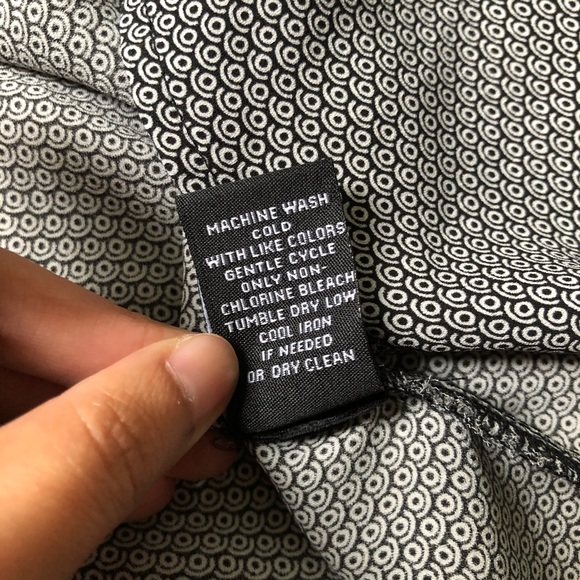 MACHINE WASH
COLD
WITH LIKE COLORS
GENTLE CYCLE
ONLY NON-
CHLORINE BLEACH
TUMBLE DRY LOW
COOL IRON
IF NEEDED
OR DRY CLEAN